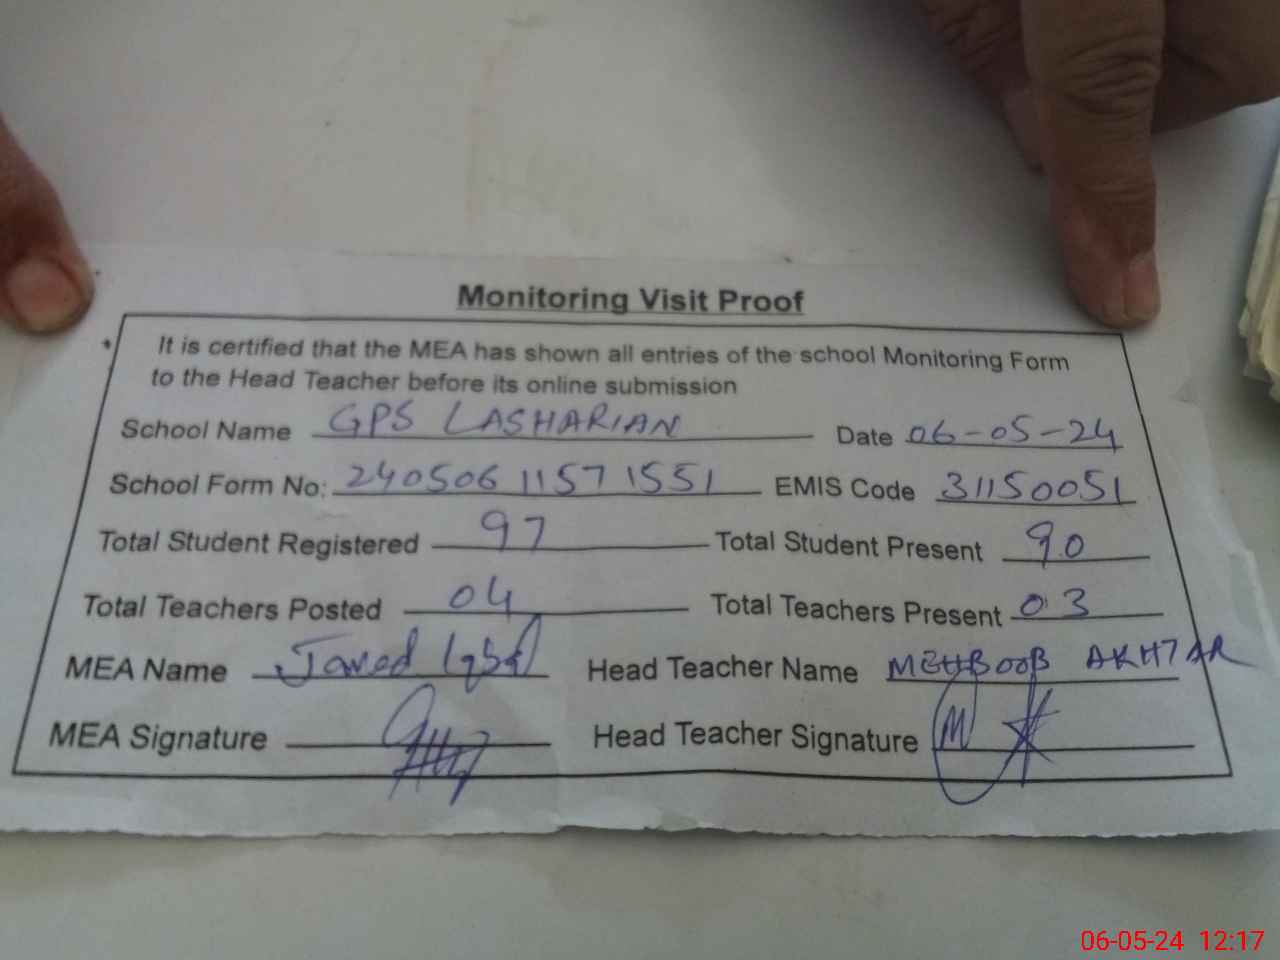 Monitoring Visit Proof
It is certified that the MEA has shown all entries of the school Monitoring Form
to the Head Teacher before its online submission
School Name GPS LASHARIAN Date 06-05-24
School Form No: 240506 1157 1551 EMIS Code 31150051
Total Student Registered 97 Total Student Present 90
Total Teachers Posted 04 Total Teachers Present 03
MEA Name Javed Iqbal Head Teacher Name MEHBOOB AKHTAR
MEA Signature Head Teacher Signature
06-05-24 12:17